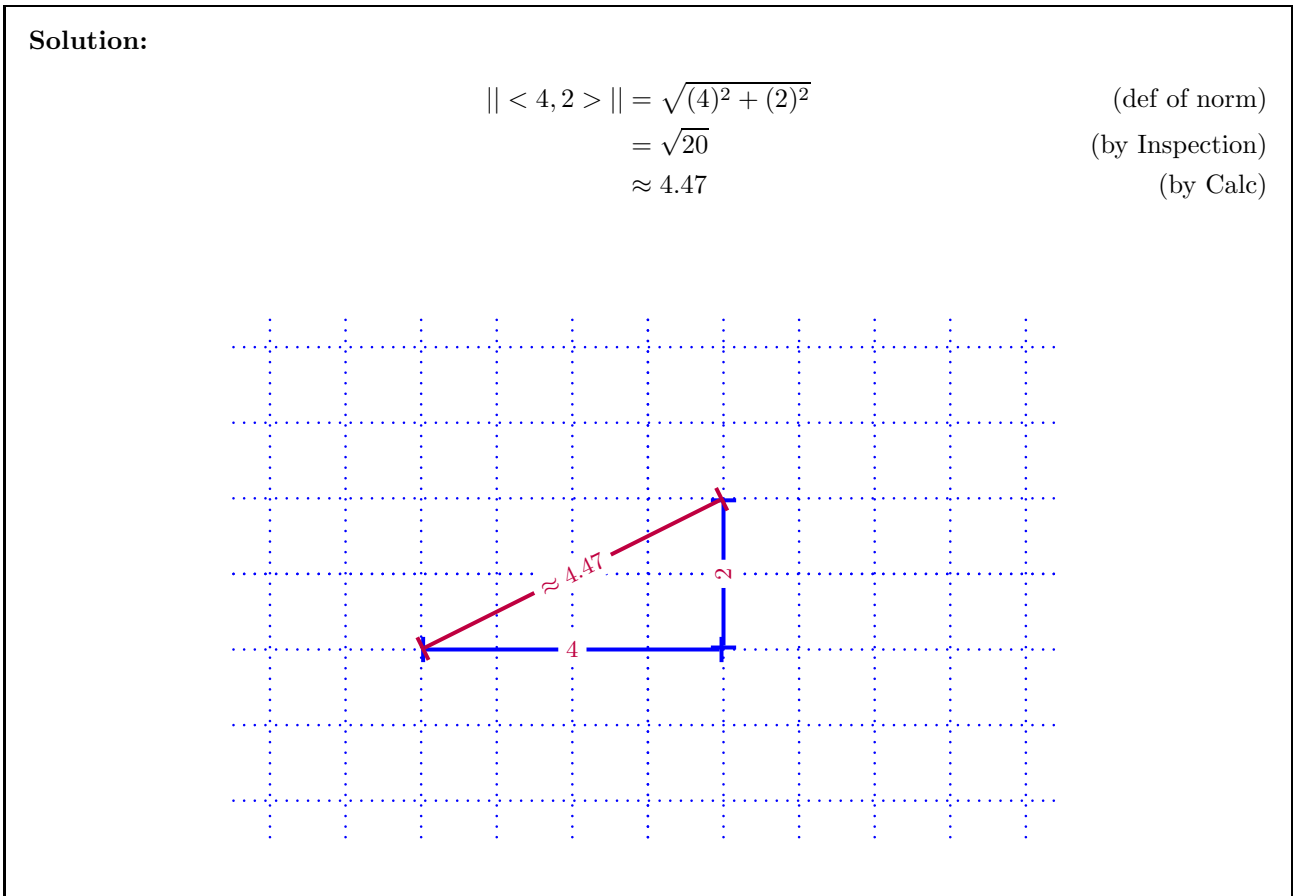 Solution:
|| < 4, 2 > || = √(4)² + (2)² (def of norm)
= √20 (by Inspection)
≈ 4.47 (by Calc)
≈ 4.47
2
4